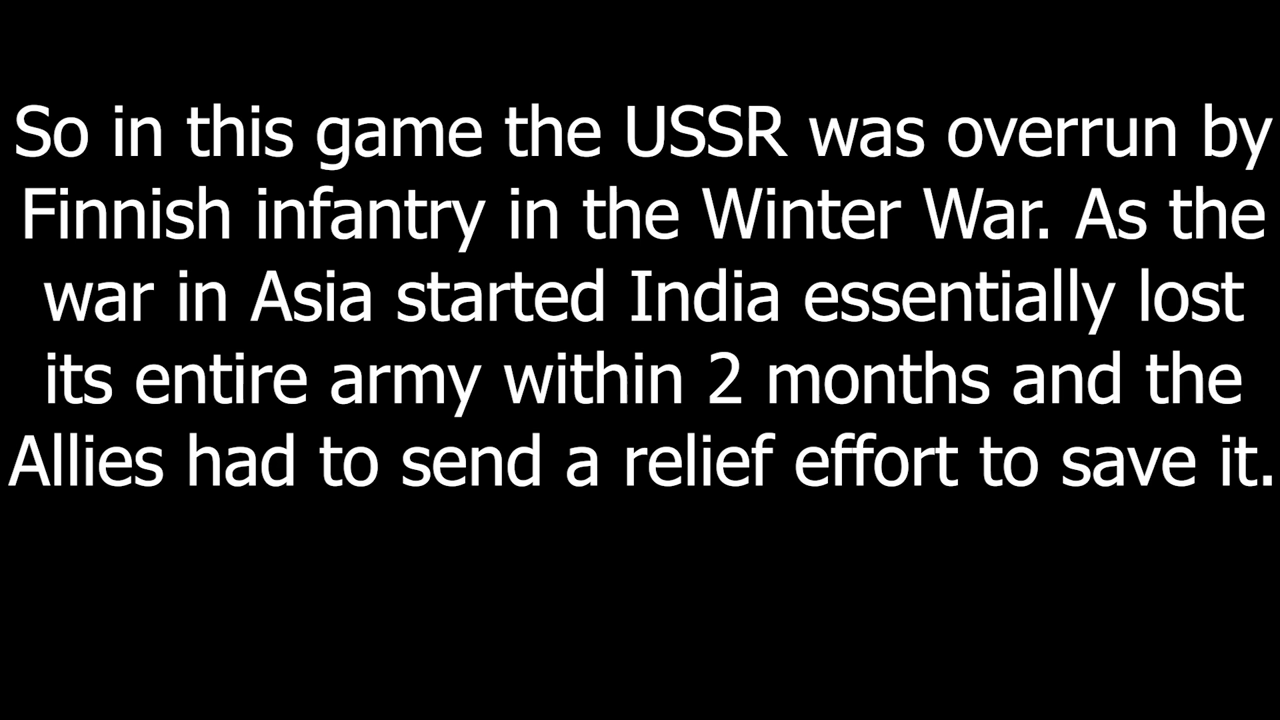 So in this game the USSR was overrun by
Finnish infantry in the Winter War. As the
war in Asia started India essentially lost
its entire army within 2 months and the
Allies had to send a relief effort to save it.